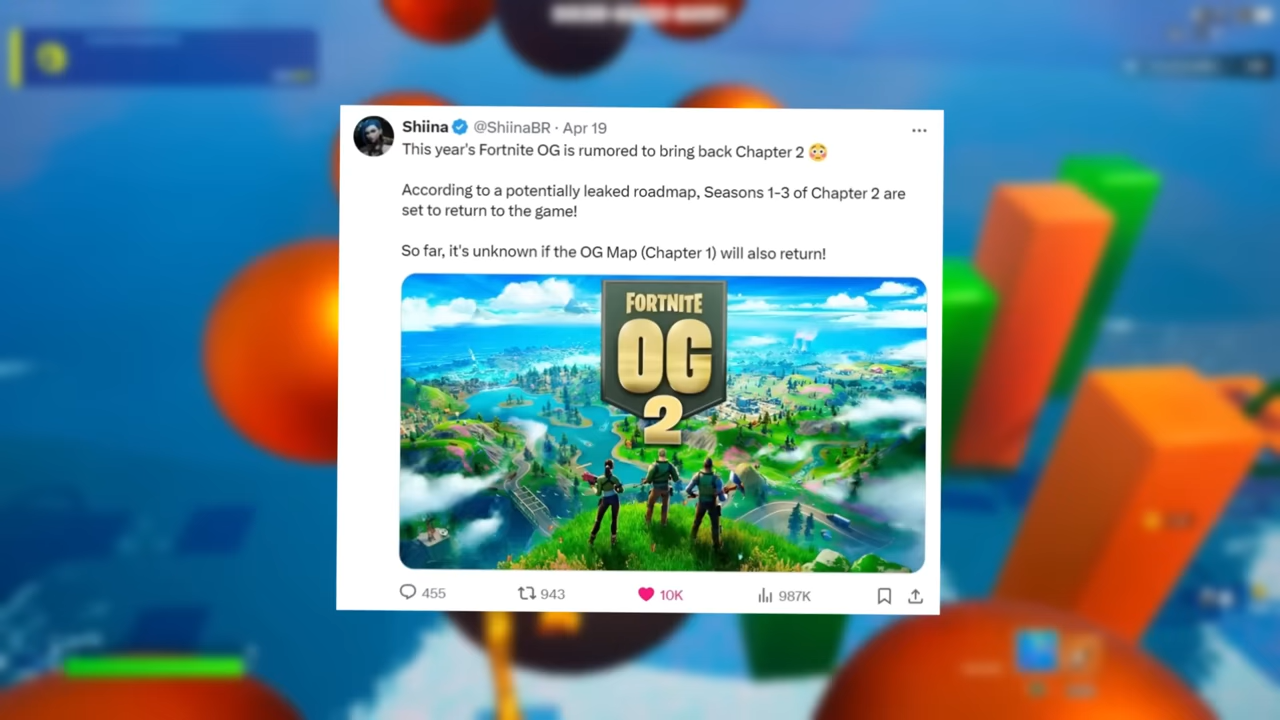 Shiina @ShiinaBR · Apr 19
This year's Fortnite OG is rumored to bring back Chapter 2 😳
According to a potentially leaked roadmap, Seasons 1-3 of Chapter 2 are
set to return to the game!
So far, it's unknown if the OG Map (Chapter 1) will also return!
FORTNITE
OG
2
455 943 10K 987K